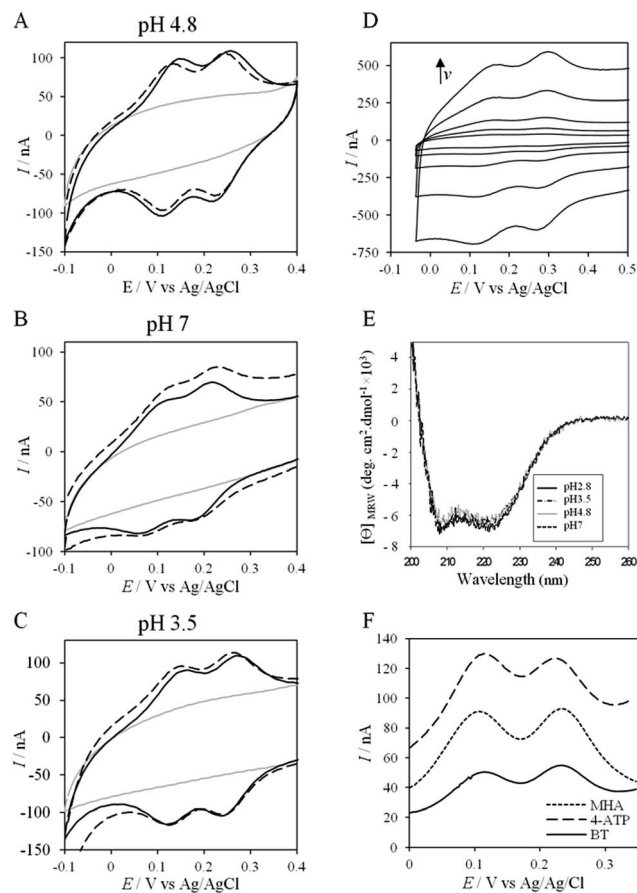 A
pH 4.8
I / nA
100
50
0
-50
-100
-150
-0.1 0 0.1 0.2 0.3 0.4
E / V vs Ag/AgCl
D
v
I / nA
500
250
0
-250
-500
-750
0.0 0.1 0.2 0.3 0.4 0.5
E / V vs Ag/AgCl
B
pH 7
I / nA
100
50
0
-50
-100
-0.1 0 0.1 0.2 0.3 0.4
E / V vs Ag/AgCl
E
[Θ] MRW (deg. cm².dmol⁻¹×10³)
4
2
0
- 2
- 4
- 6
- 8
pH2.8
pH3.5
pH4.8
pH7
200 210 220 230 240 250 260
Wavelength (nm)
C
pH 3.5
I / nA
100
50
0
-50
-100
-150
-0.1 0 0.1 0.2 0.3 0.4
E / V vs Ag/AgCl
F
I / nA
140
120
100
80
60
40
20
0
MHA
4-ATP
BT
0 0.1 0.2 0.3
E / V vs Ag/Ag/Cl